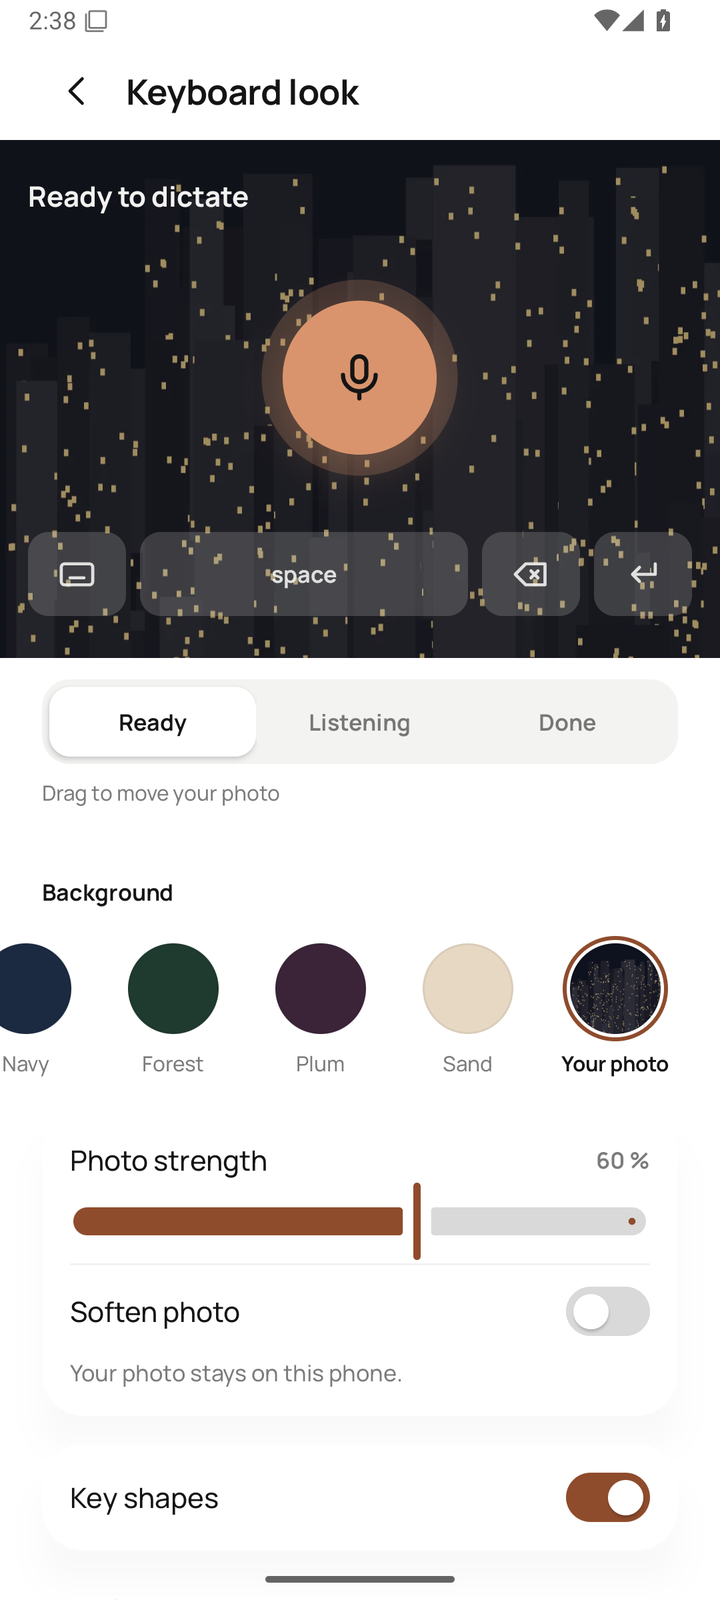 2:38
Keyboard look
Ready to dictate
space
Ready Listening Done
Drag to move your photo
Background
Navy Forest Plum Sand Your photo
Photo strength 60 %
Soften photo
Your photo stays on this phone.
Key shapes